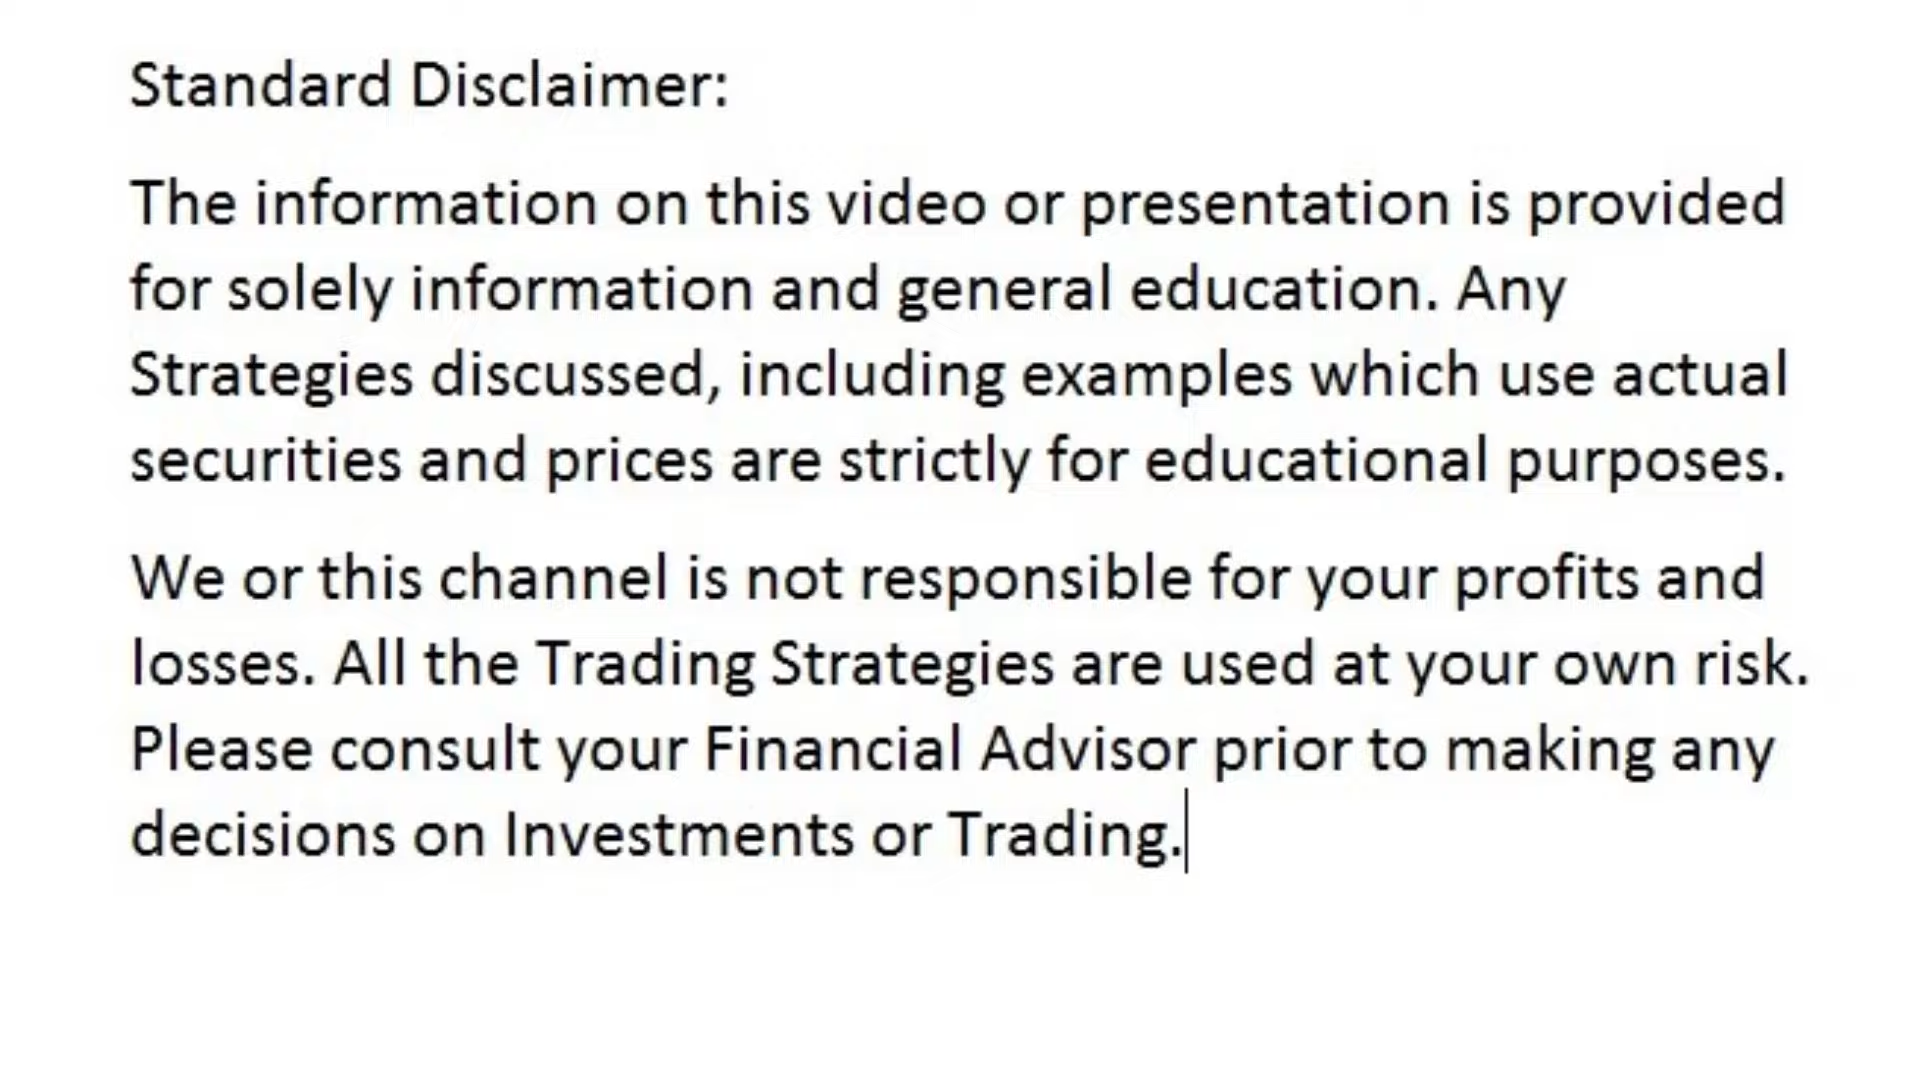 Standard Disclaimer:
The information on this video or presentation is provided
for solely information and general education. Any
Strategies discussed, including examples which use actual
securities and prices are strictly for educational purposes.
We or this channel is not responsible for your profits and
losses. All the Trading Strategies are used at your own risk.
Please consult your Financial Advisor prior to making any
decisions on Investments or Trading.